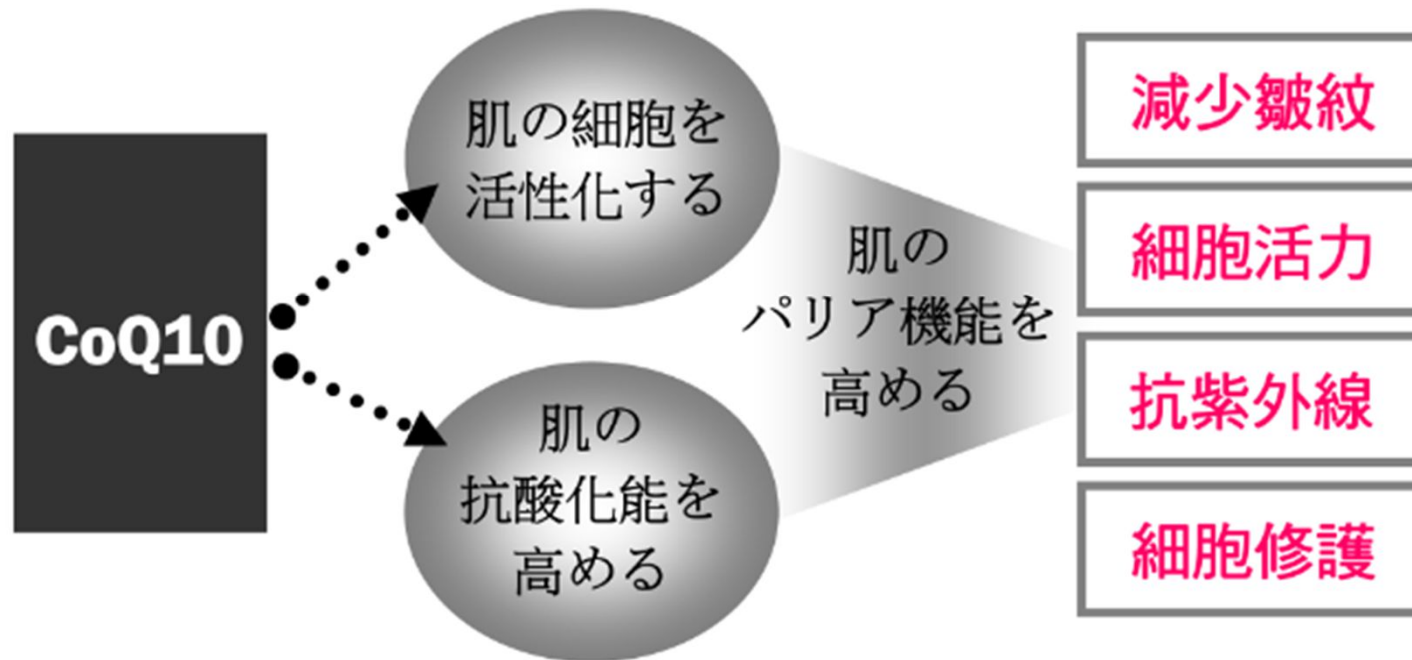 CoQ10
肌の細胞を
活性化する
肌の
抗酸化能を
高める
肌の
パリア機能を
高める
減少皺紋
細胞活力
抗紫外線
細胞修護